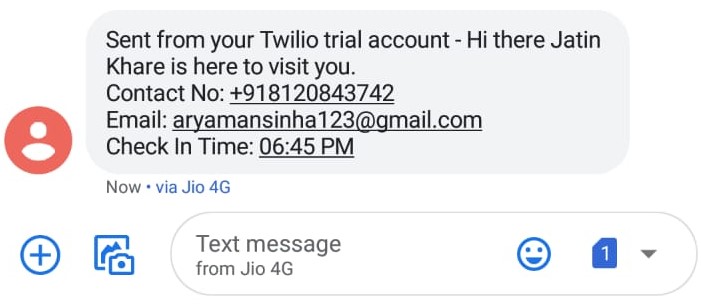 Sent from your Twilio trial account - Hi there Jatin
Khare is here to visit you.
Contact No: +918120843742
Email: aryamansinha123@gmail.com
Check In Time: 06:45 PM
Now • via Jio 4G
Text message
from Jio 4G
1